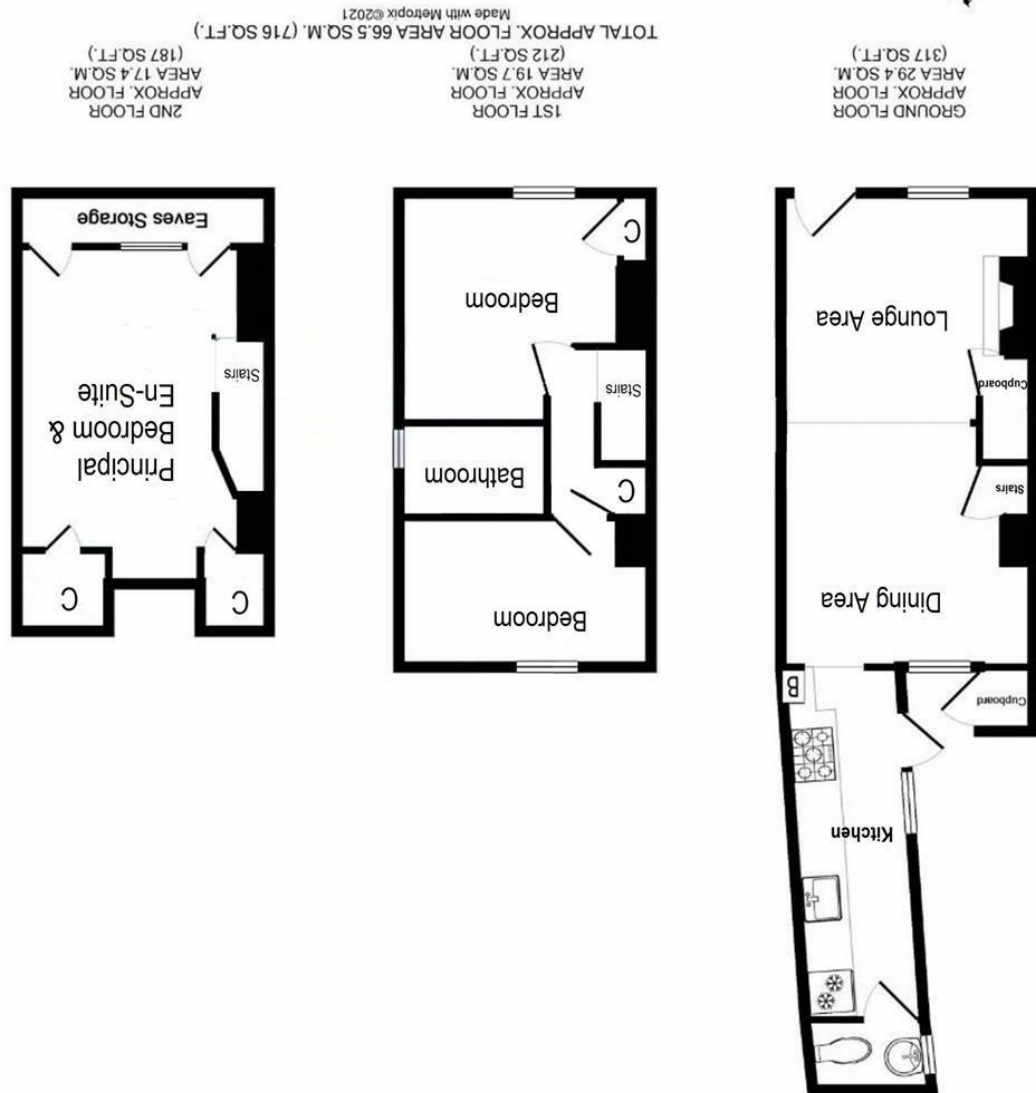 Kitchen
B
Cupboard
Dining Area
Stairs
Cupboard
Lounge Area
Bedroom
C
Bathroom
Stairs
Bedroom
C
C
C
Principal
Bedroom &
En-Suite
Stairs
Eaves Storage
GROUND FLOOR
APPROX. FLOOR
AREA 29.4 SQ.M.
(317 SQ.FT.)
1ST FLOOR
APPROX. FLOOR
AREA 19.7 SQ.M.
(212 SQ.FT.)
2ND FLOOR
APPROX. FLOOR
AREA 17.4 SQ.M.
(187 SQ.FT.)
TOTAL APPROX. FLOOR AREA 66.5 SQ.M. (716 SQ.FT.)
Made with Metropix ©2021